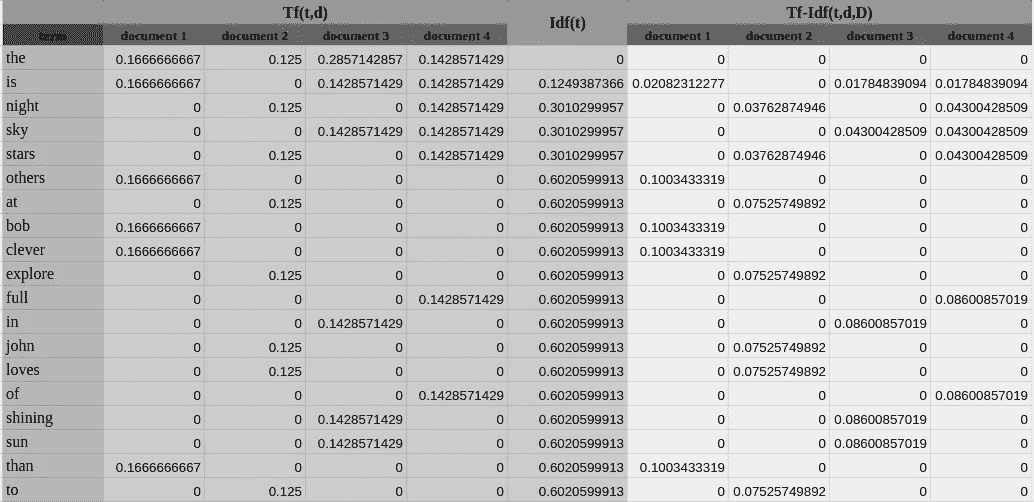 Tf(t,d) Idf(t) Tf-Idf(t,d,D)
term document 1 document 2 document 3 document 4 document 1 document 2 document 3 document 4
the 0.1666666667 0.125 0.2857142857 0.1428571429 0 0 0 0 0
is 0.1666666667 0 0.1428571429 0.1428571429 0.1249387366 0.02082312277 0 0.01784839094 0.01784839094
night 0 0.125 0 0.1428571429 0.3010299957 0 0.03762874946 0 0.04300428509
sky 0 0 0.1428571429 0.1428571429 0.3010299957 0 0 0.04300428509 0.04300428509
stars 0 0.125 0 0.1428571429 0.3010299957 0 0.03762874946 0 0.04300428509
others 0.1666666667 0 0 0 0.6020599913 0.1003433319 0 0 0
at 0 0.125 0 0 0.6020599913 0 0.07525749892 0 0
bob 0.1666666667 0 0 0 0.6020599913 0.1003433319 0 0 0
clever 0.1666666667 0 0 0 0.6020599913 0.1003433319 0 0 0
explore 0 0.125 0 0 0.6020599913 0 0.07525749892 0 0
full 0 0 0 0.1428571429 0.6020599913 0 0 0 0.08600857019
in 0 0 0.1428571429 0 0.6020599913 0 0 0.08600857019 0
john 0 0.125 0 0 0.6020599913 0 0.07525749892 0 0
loves 0 0.125 0 0 0.6020599913 0 0.07525749892 0 0
of 0 0 0 0.1428571429 0.6020599913 0 0 0 0.08600857019
shining 0 0 0.1428571429 0 0.6020599913 0 0 0.08600857019 0
sun 0 0 0.1428571429 0 0.6020599913 0 0 0.08600857019 0
than 0.1666666667 0 0 0 0.6020599913 0.1003433319 0 0 0
to 0 0.125 0 0 0.6020599913 0 0.07525749892 0 0